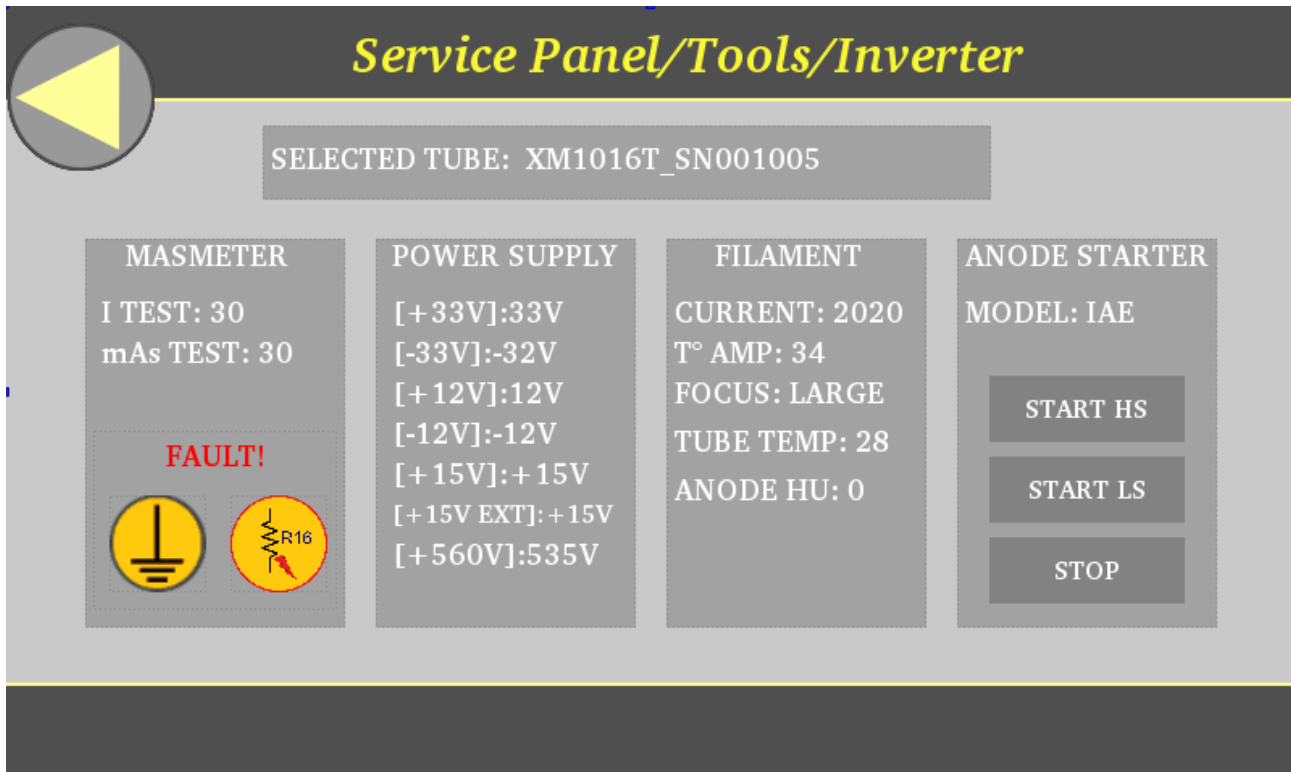 Service Panel/Tools/Inverter
SELECTED TUBE: XM1016T_SN001005
MASMETER
I TEST: 30
mAs TEST: 30
FAULT!
R16
POWER SUPPLY
[+33V]:33V
[-33V]:-32V
[+12V]:12V
[-12V]:-12V
[+15V]:+15V
[+15V EXT]:+15V
[+560V]:535V
FILAMENT
CURRENT: 2020
T° AMP: 34
FOCUS: LARGE
TUBE TEMP: 28
ANODE HU: 0
ANODE STARTER
MODEL: IAE
START HS
START LS
STOP